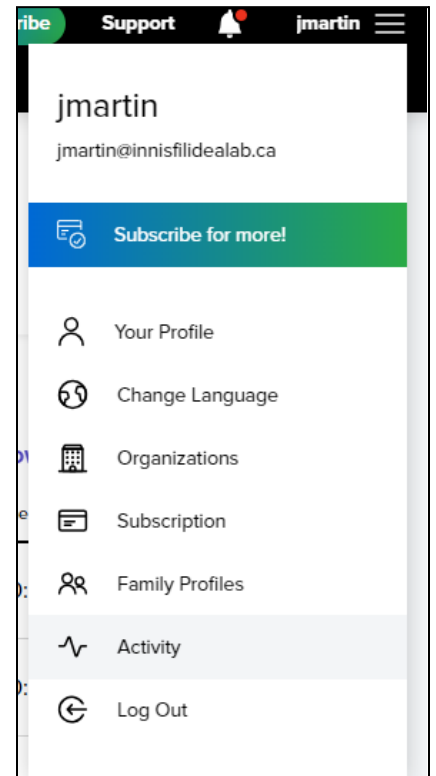 ribe Support jmartin
jmartin
jmartin@innisfilidealab.ca
Subscribe for more!
Your Profile
Change Language
Organizations
Subscription
Family Profiles
Activity
Log Out